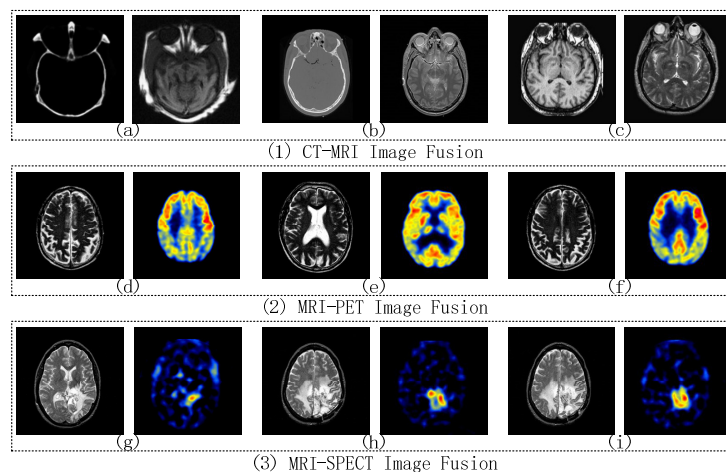 (a) (b) (c)
(1) CT-MRI Image Fusion
(d) (e) (f)
(2) MRI-PET Image Fusion
(g) (h) (i)
(3) MRI-SPECT Image Fusion